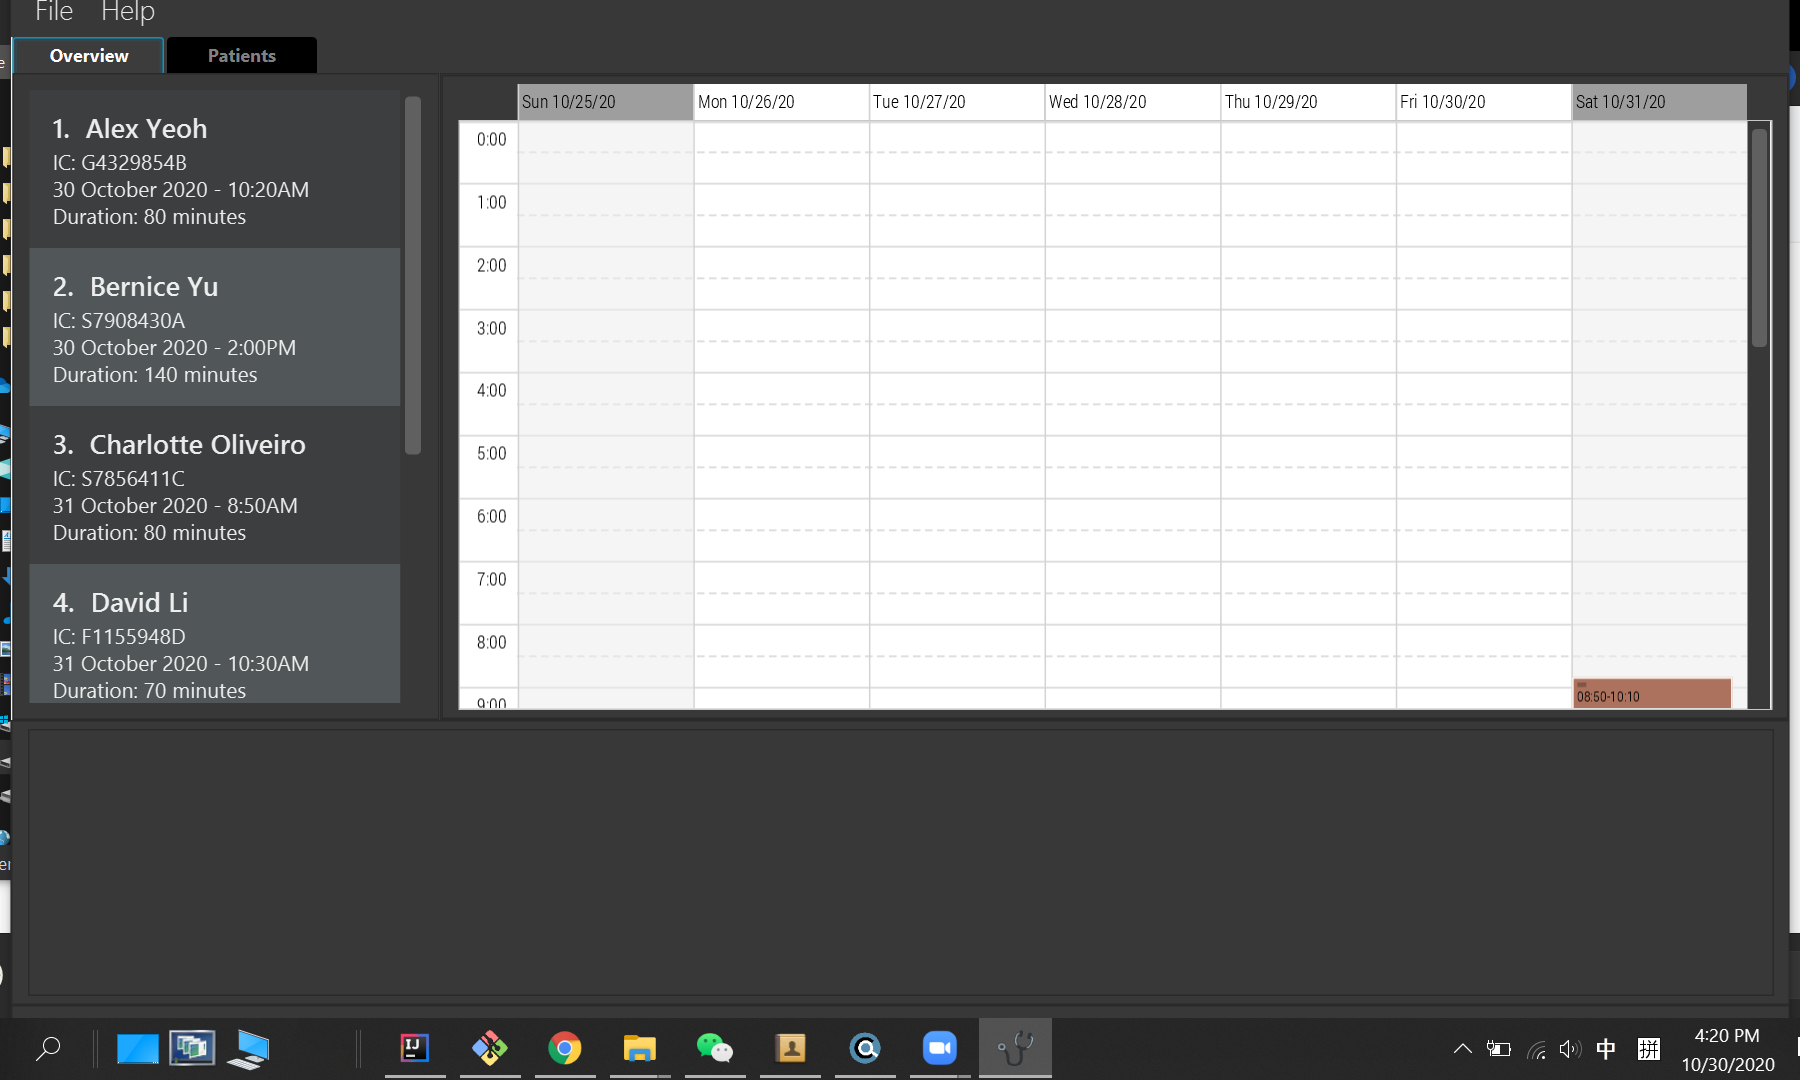 File Help
Overview Patients
1. Alex Yeoh
IC: G4329854B
30 October 2020 - 10:20AM
Duration: 80 minutes
2. Bernice Yu
IC: S7908430A
30 October 2020 - 2:00PM
Duration: 140 minutes
3. Charlotte Oliveiro
IC: S7856411C
31 October 2020 - 8:50AM
Duration: 80 minutes
4. David Li
IC: F1155948D
31 October 2020 - 10:30AM
Duration: 70 minutes
Sun 10/25/20 Mon 10/26/20 Tue 10/27/20 Wed 10/28/20 Thu 10/29/20 Fri 10/30/20 Sat 10/31/20
0:00
1:00
2:00
3:00
4:00
5:00
6:00
7:00
8:00
9:00
08:50-10:10
IJ
中 拼
4:20 PM
10/30/2020